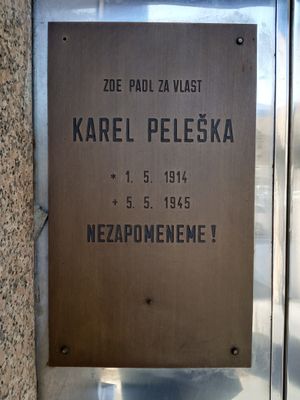 ZDE PADL ZA VLAST
KAREL PELEŠKA
* 1. 5. 1914
+ 5. 5. 1945
NEZAPOMENEME!